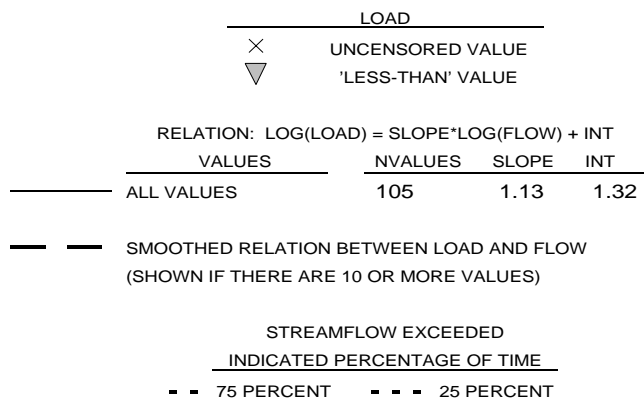 LOAD
UNCENSORED VALUE
'LESS-THAN' VALUE
RELATION: LOG(LOAD) = SLOPE*LOG(FLOW) + INT
VALUES NVALUES SLOPE INT
ALL VALUES 105 1.13 1.32
SMOOTHED RELATION BETWEEN LOAD AND FLOW
(SHOWN IF THERE ARE 10 OR MORE VALUES)
STREAMFLOW EXCEEDED
INDICATED PERCENTAGE OF TIME
75 PERCENT 25 PERCENT